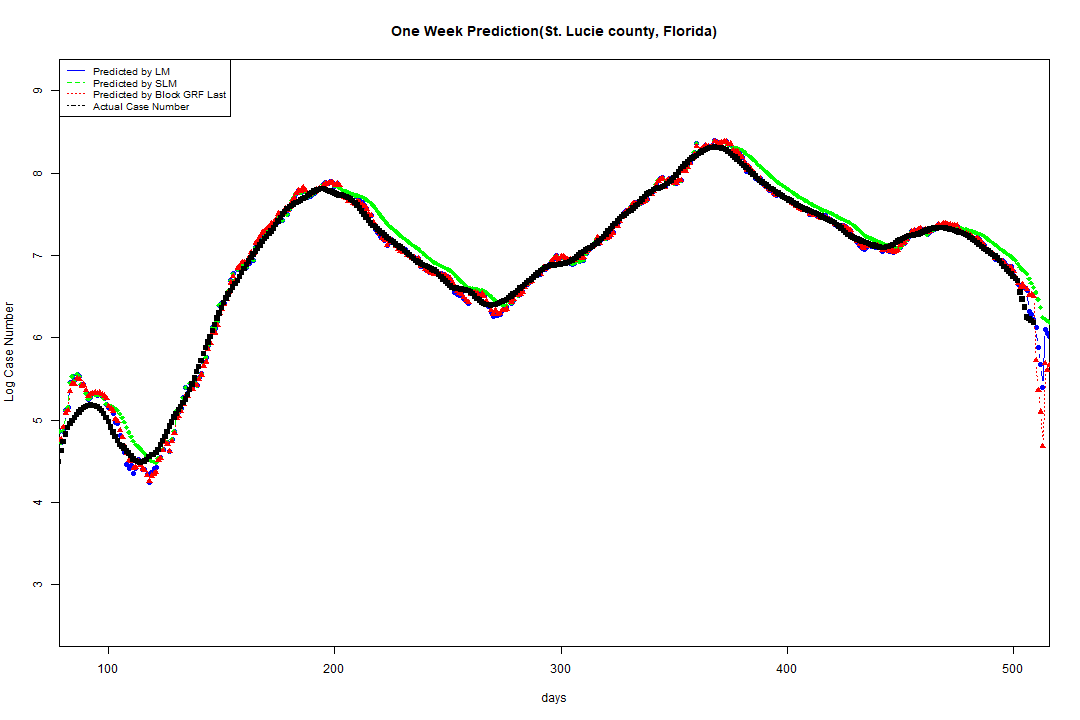 One Week Prediction(St. Lucie county, Florida)
Predicted by LM
Predicted by SLM
Predicted by Block GRF Last
Actual Case Number
9
8
7
6
5
4
3
Log Case Number
100 200 300 400 500
days